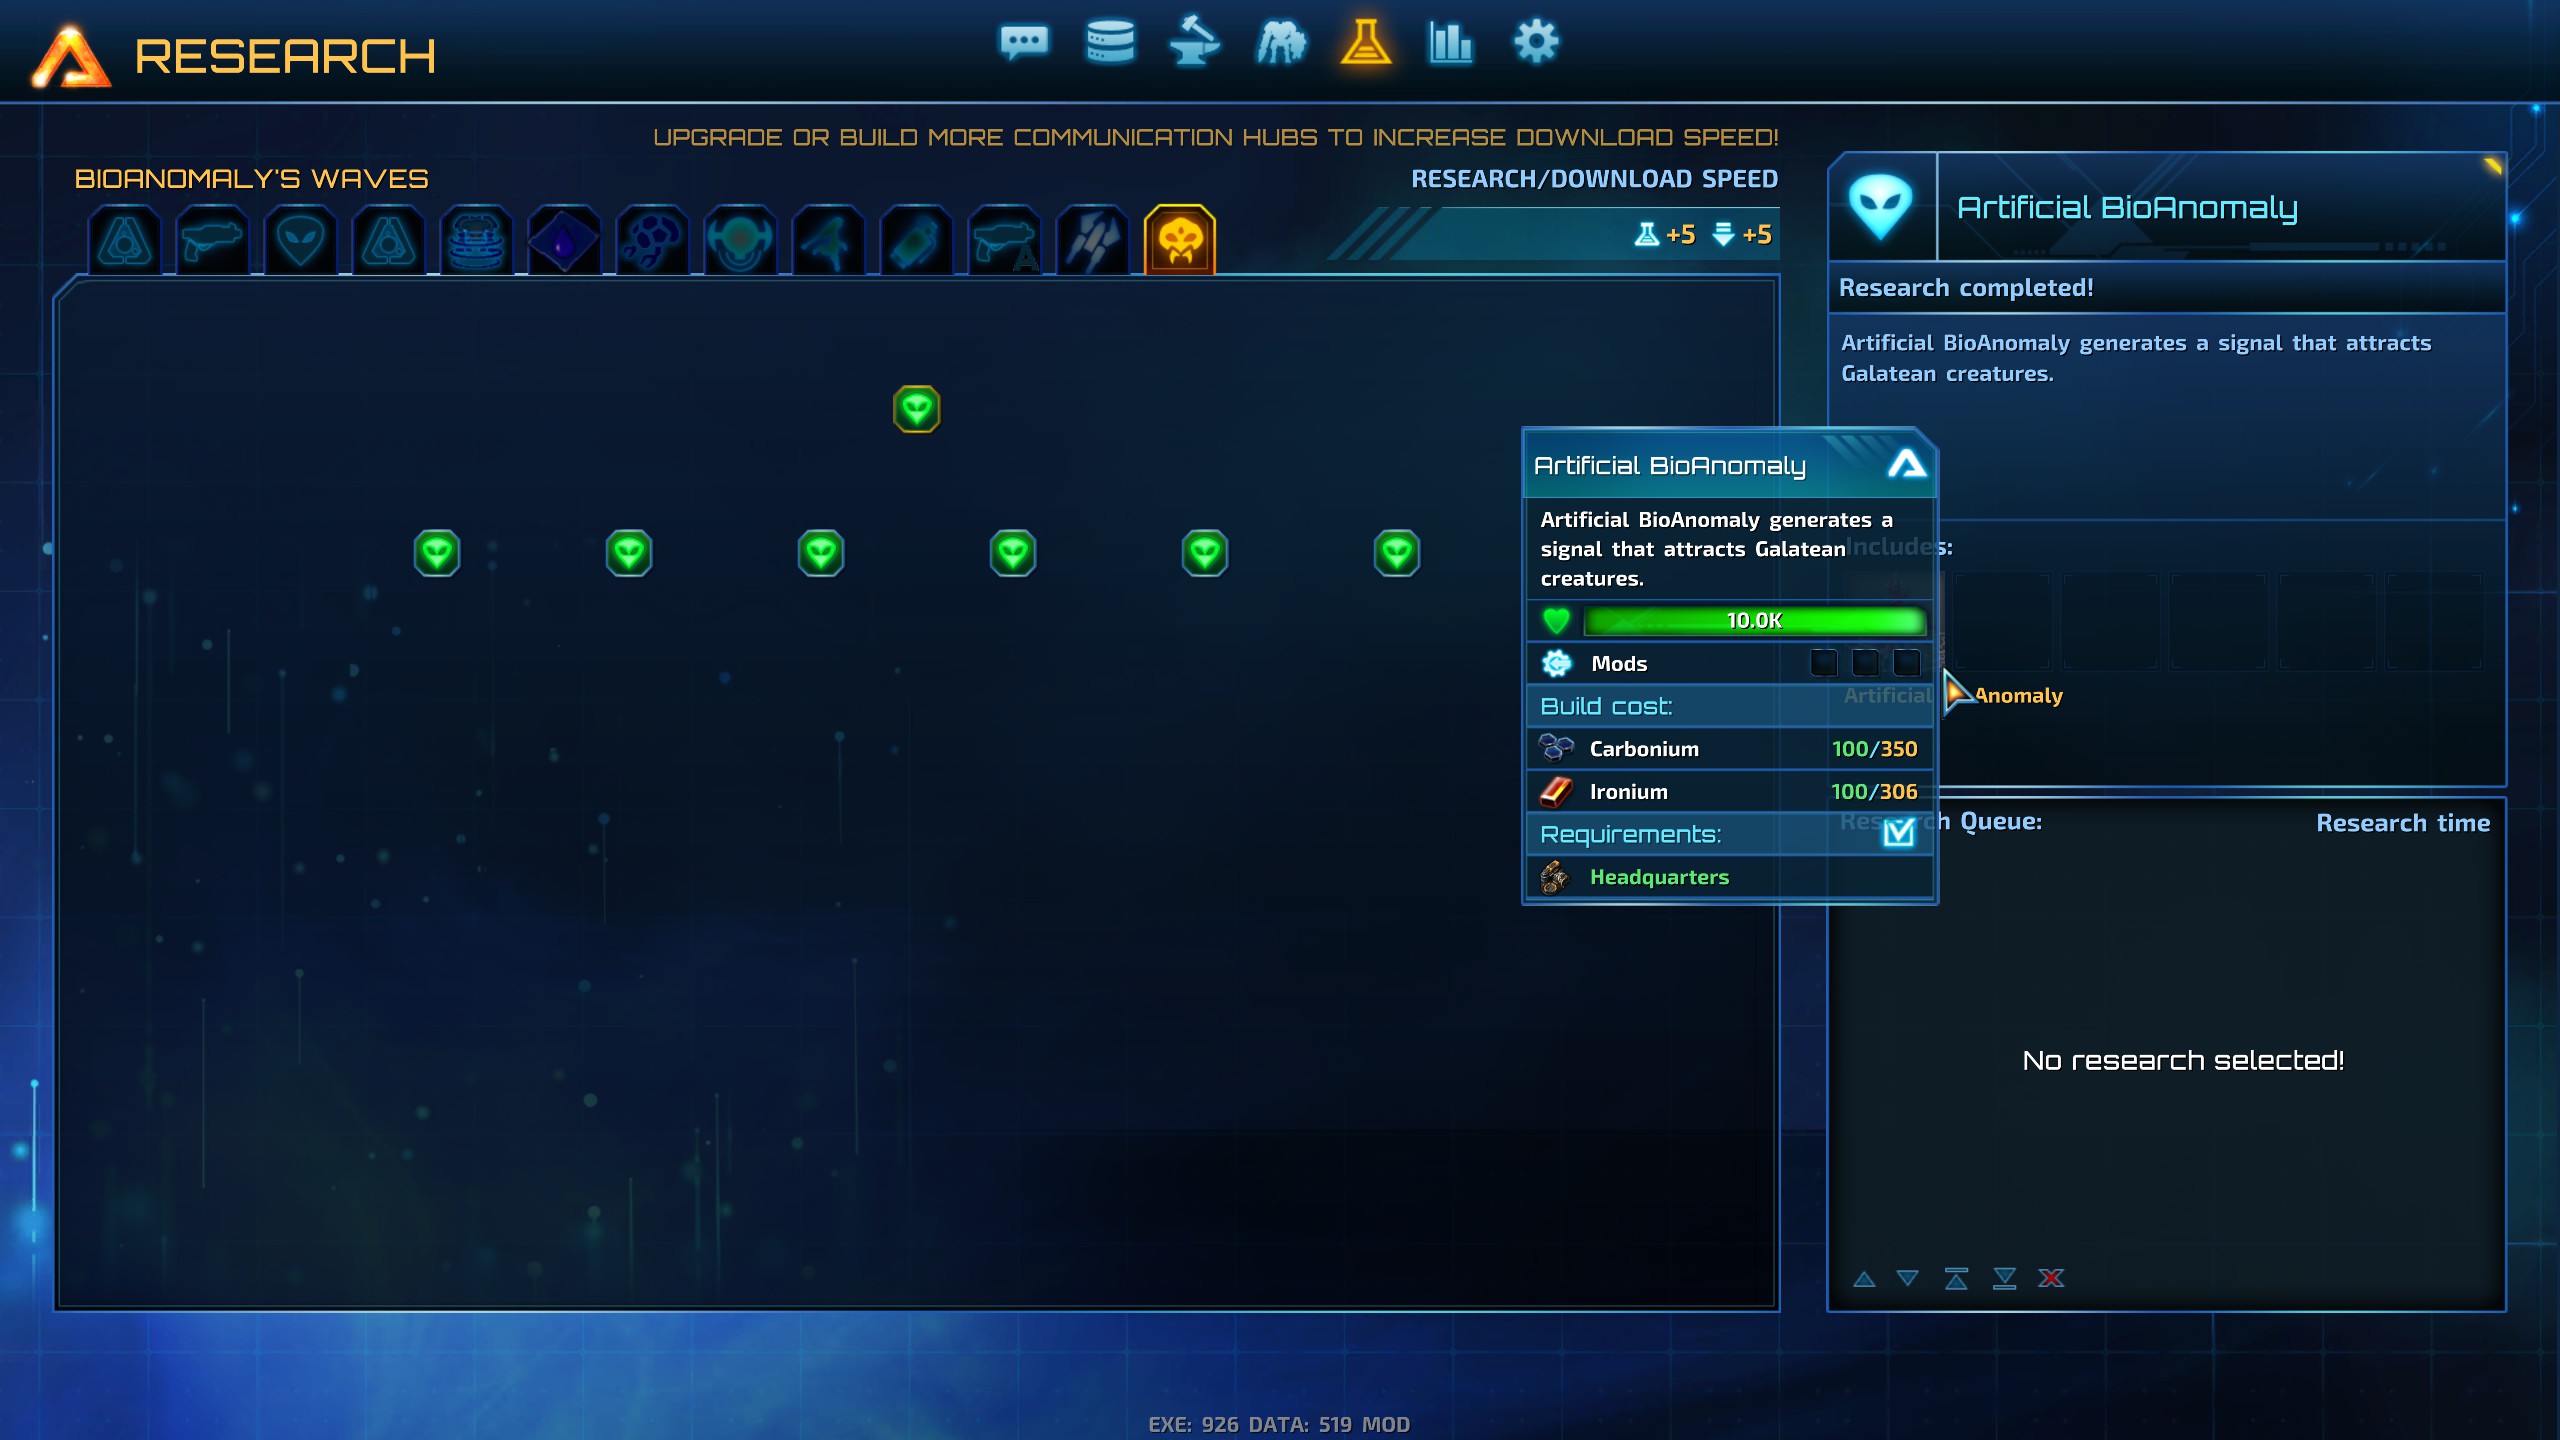 RESEARCH
UPGRADE OR BUILD MORE COMMUNICATION HUBS TO INCREASE DOWNLOAD SPEED!
BIOANOMALY'S WAVES
RESEARCH/DOWNLOAD SPEED
+5 +5
Artificial BioAnomaly
Research completed!
Artificial BioAnomaly generates a signal that attracts
Galatean creatures.
Includes:
Artificial Anomaly
Artificial BioAnomaly
Artificial BioAnomaly generates a
signal that attracts Galatean
creatures.
10.0K
Mods
Build cost:
Carbonium 100/350
Ironium 100/306
Requirements:
Headquarters
Research Queue: Research time
No research selected!
EXE: 926 DATA: 519 MOD